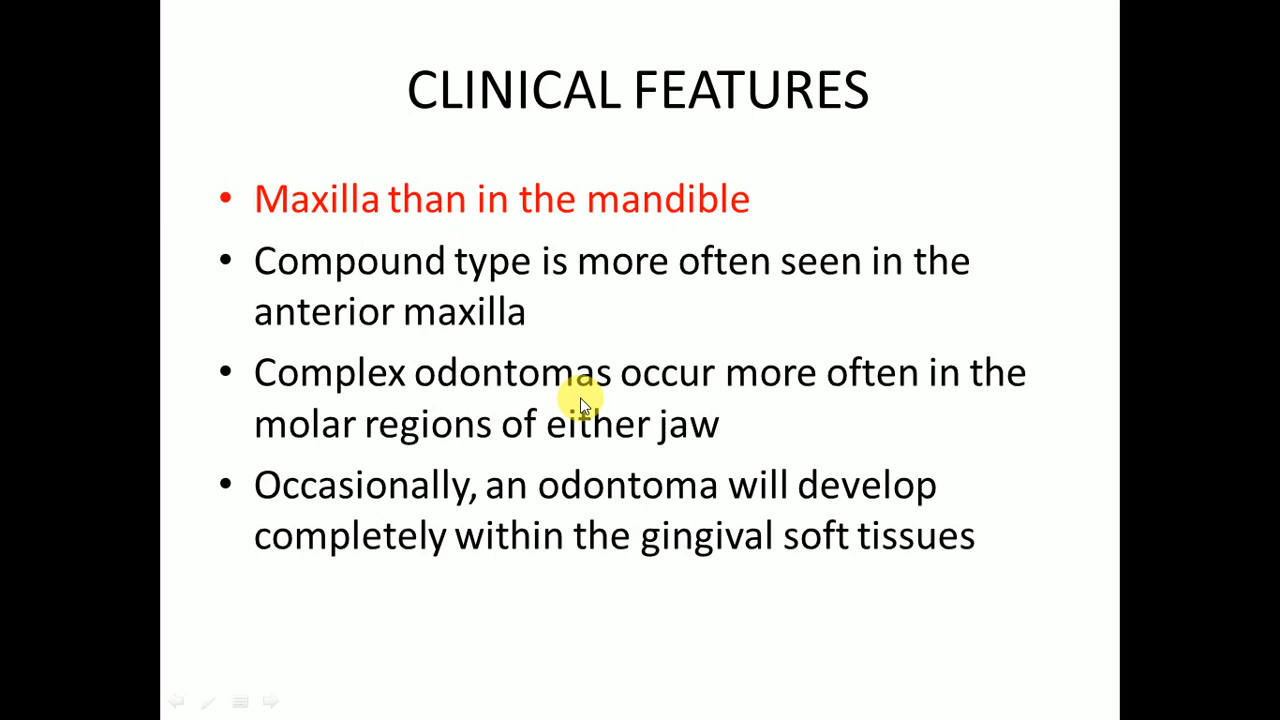 CLINICAL FEATURES
• Maxilla than in the mandible
• Compound type is more often seen in the
anterior maxilla
• Complex odontomas occur more often in the
molar regions of either jaw
• Occasionally, an odontoma will develop
completely within the gingival soft tissues